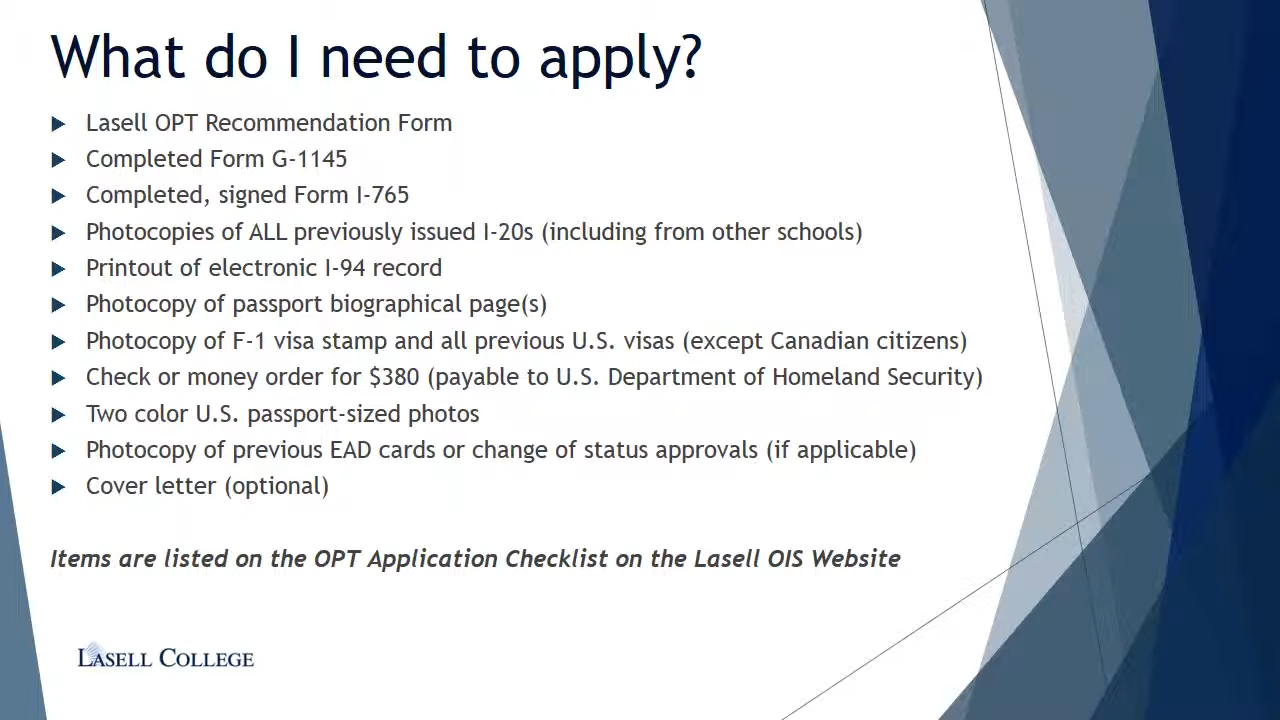 What do I need to apply?
Lasell OPT Recommendation Form
Completed Form G-1145
Completed, signed Form I-765
Photocopies of ALL previously issued I-20s (including from other schools)
Printout of electronic I-94 record
Photocopy of passport biographical page(s)
Photocopy of F-1 visa stamp and all previous U.S. visas (except Canadian citizens)
Check or money order for $380 (payable to U.S. Department of Homeland Security)
Two color U.S. passport-sized photos
Photocopy of previous EAD cards or change of status approvals (if applicable)
Cover letter (optional)
Items are listed on the OPT Application Checklist on the Lasell OIS Website
LASELL COLLEGE